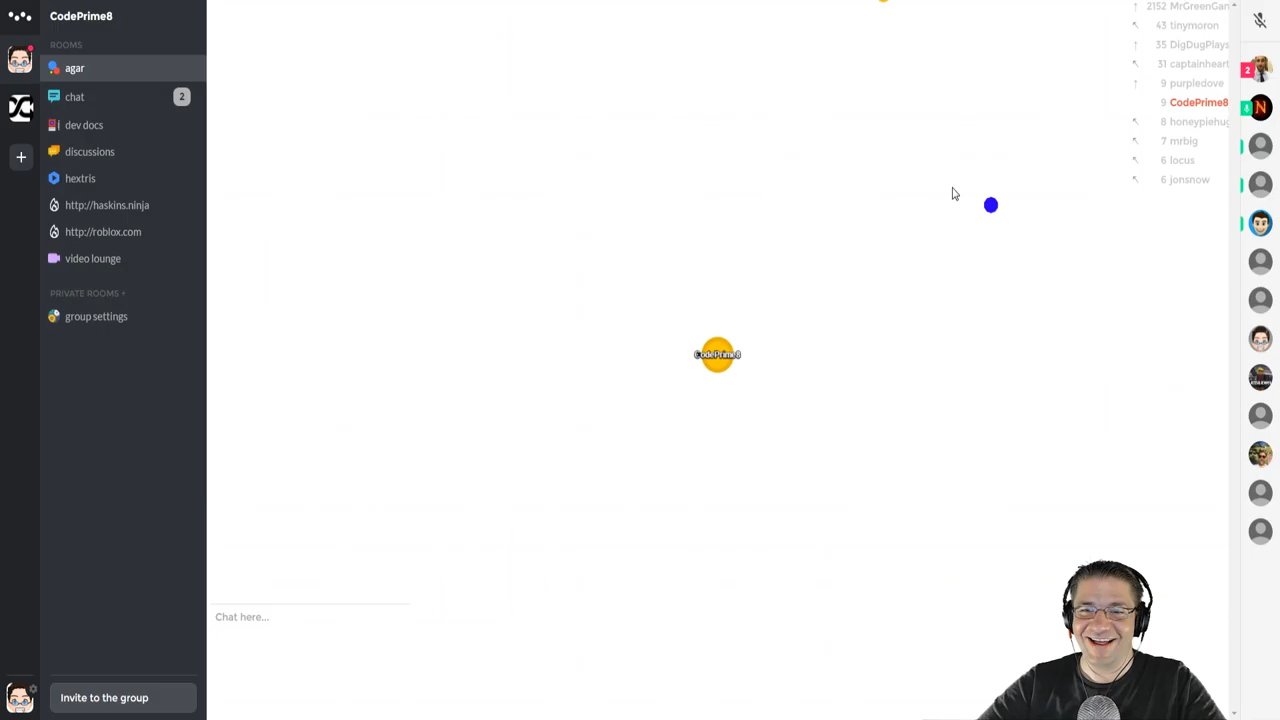 CodePrime8
ROOMS
agar
chat
2
dev docs
discussions
hextris
http://haskins.ninja
http://roblox.com
video lounge
PRIVATE ROOMS +
group settings
Invite to the group
CodePrime8
Chat here...
2152 MrGreenGan
43 tinymoron
35 DigDugPlays
31 captainheart
9 purpledove
9 CodePrime8
8 honeypiehug
7 mrbig
6 locus
6 jonsnow
2
N